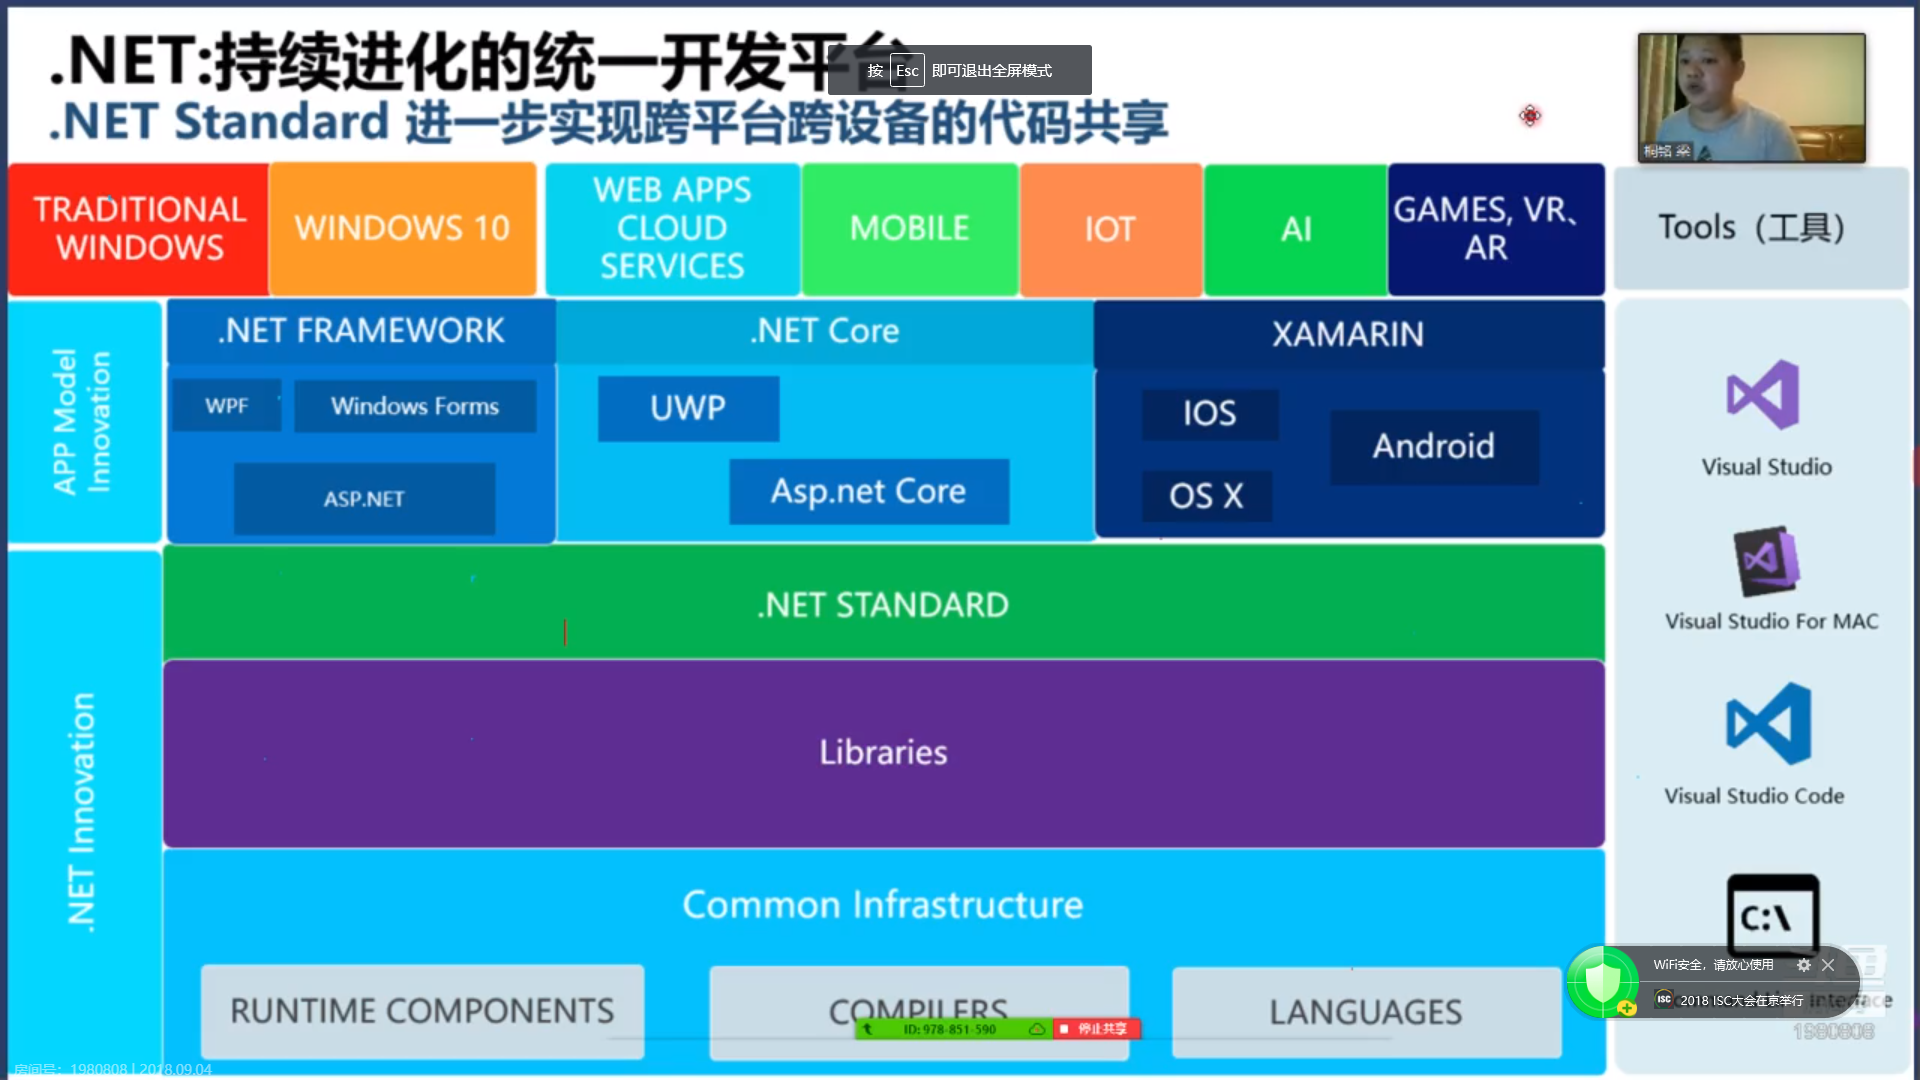 .NET:持续进化的统一开发平台
按 Esc 即可退出全屏模式
.NET Standard 进一步实现跨平台跨设备的代码共享
桐铭 梁
TRADITIONAL
WINDOWS
WINDOWS 10
WEB APPS
CLOUD
SERVICES
MOBILE
IOT
AI
GAMES, VR、
AR
Tools（工具）
APP Model
Innovation
.NET FRAMEWORK
WPF
Windows Forms
ASP.NET
.NET Core
UWP
Asp.net Core
XAMARIN
IOS
Android
OS X
Visual Studio
Visual Studio For MAC
Visual Studio Code
C:\
.NET Innovation
.NET STANDARD
Libraries
Common Infrastructure
RUNTIME COMPONENTS
COMPILERS
LANGUAGES
WiFi安全，请放心使用
ISC 2018 ISC大会在京举行
Interface
1980808
ID: 978-851-590
停止共享
房间号：1980808 | 2018.09.04